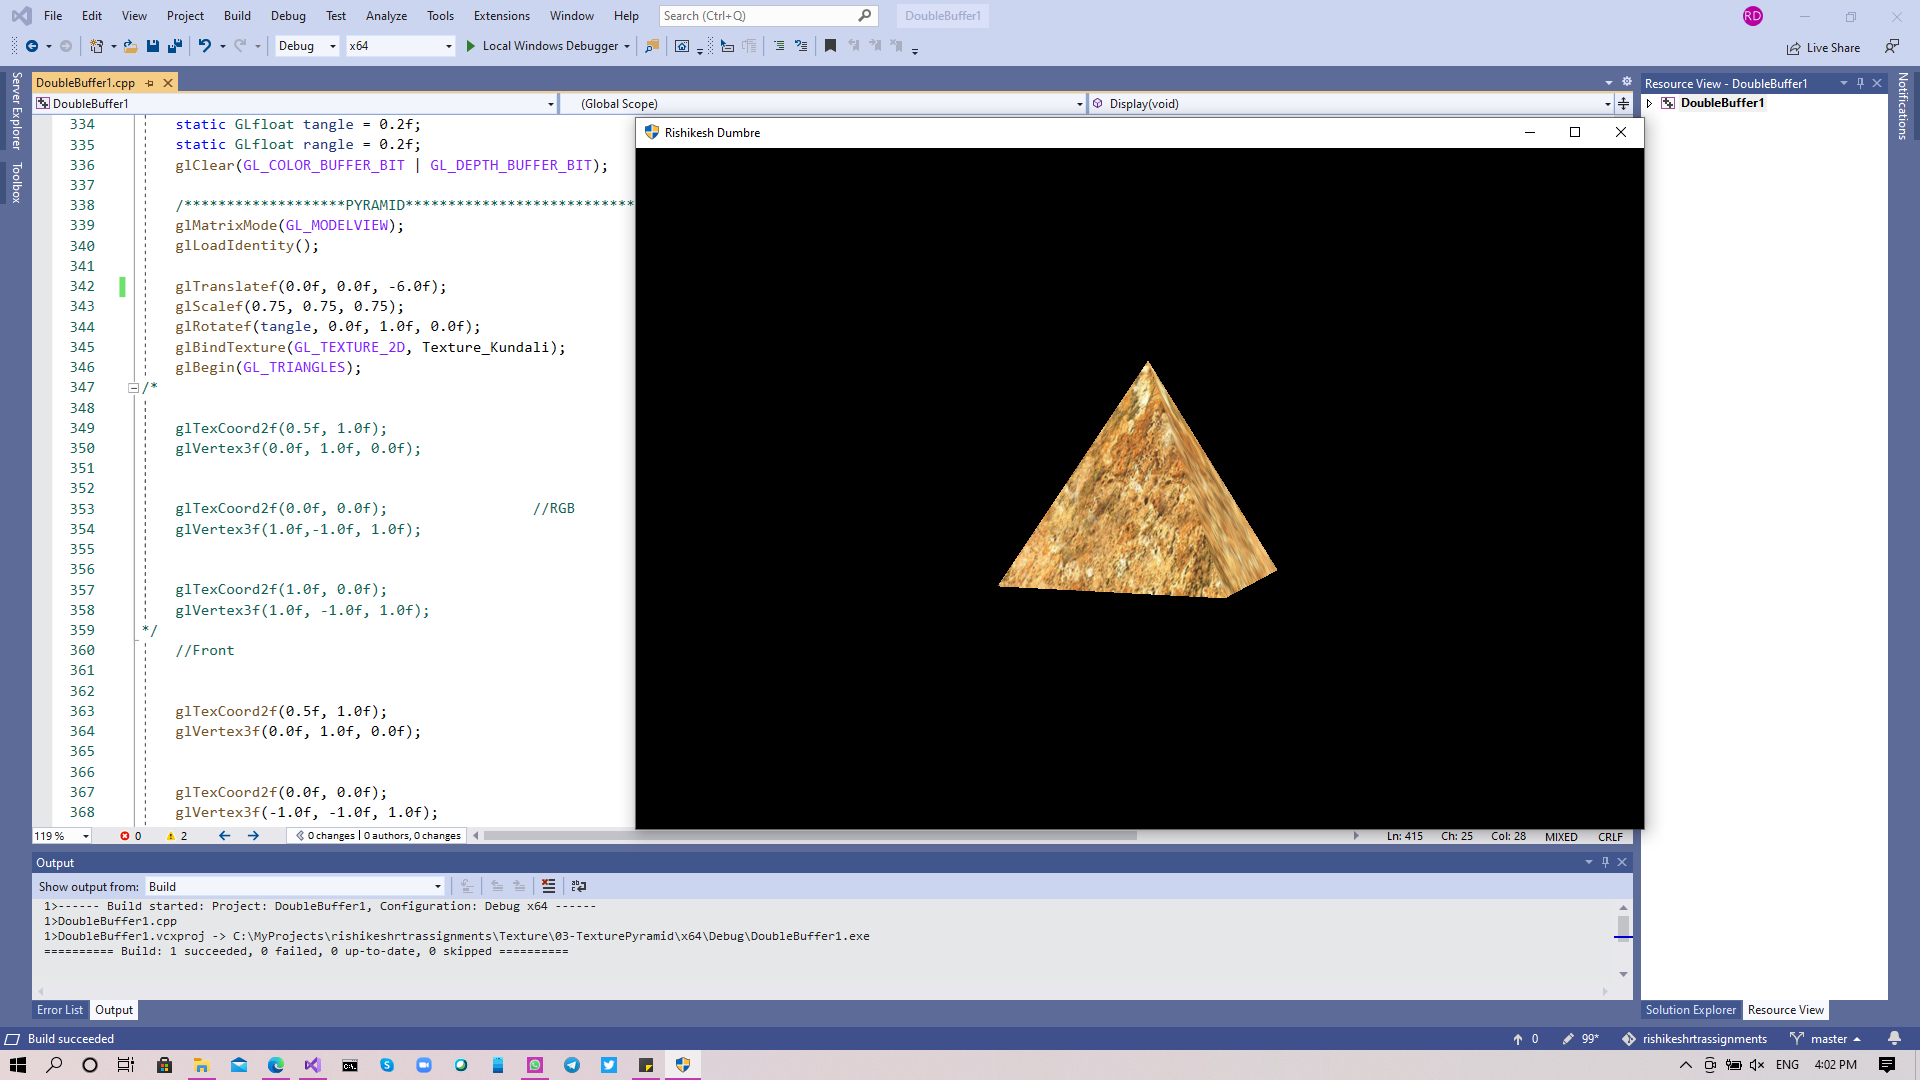 File Edit View Project Build Debug Test Analyze Tools Extensions Window Help Search (Ctrl+Q) DoubleBuffer1 RD
Debug x64 Local Windows Debugger Live Share
Server Explorer
Toolbox
DoubleBuffer1.cpp
DoubleBuffer1 (Global Scope) Display(void)
334 static GLfloat tangle = 0.2f;
335 static GLfloat rangle = 0.2f;
336 glClear(GL_COLOR_BUFFER_BIT | GL_DEPTH_BUFFER_BIT);
337
338 /*******************PYRAMID***************************
339 glMatrixMode(GL_MODELVIEW);
340 glLoadIdentity();
341
342 glTranslatef(0.0f, 0.0f, -6.0f);
343 glScalef(0.75, 0.75, 0.75);
344 glRotatef(tangle, 0.0f, 1.0f, 0.0f);
345 glBindTexture(GL_TEXTURE_2D, Texture_Kundali);
346 glBegin(GL_TRIANGLES);
347 /*
348
349 glTexCoord2f(0.5f, 1.0f);
350 glVertex3f(0.0f, 1.0f, 0.0f);
351
352
353 glTexCoord2f(0.0f, 0.0f); //RGB
354 glVertex3f(1.0f,-1.0f, 1.0f);
355
356
357 glTexCoord2f(1.0f, 0.0f);
358 glVertex3f(1.0f, -1.0f, 1.0f);
359 */
360 //Front
361
362
363 glTexCoord2f(0.5f, 1.0f);
364 glVertex3f(0.0f, 1.0f, 0.0f);
365
366
367 glTexCoord2f(0.0f, 0.0f);
368 glVertex3f(-1.0f, -1.0f, 1.0f);
Rishikesh Dumbre
Resource View - DoubleBuffer1
DoubleBuffer1
Notifications
119 % 0 2 0 changes | 0 authors, 0 changes Ln: 415 Ch: 25 Col: 28 MIXED CRLF
Output
Show output from: Build
1>------ Build started: Project: DoubleBuffer1, Configuration: Debug x64 ------
1>DoubleBuffer1.cpp
1>DoubleBuffer1.vcxproj -> C:\MyProjects\rishikeshrtrassignments\Texture\03-TexturePyramid\x64\Debug\DoubleBuffer1.exe
========== Build: 1 succeeded, 0 failed, 0 up-to-date, 0 skipped ==========
Error List Output
Solution Explorer Resource View
Build succeeded 0 99* rishikeshrtrassignments master
ENG 4:02 PM